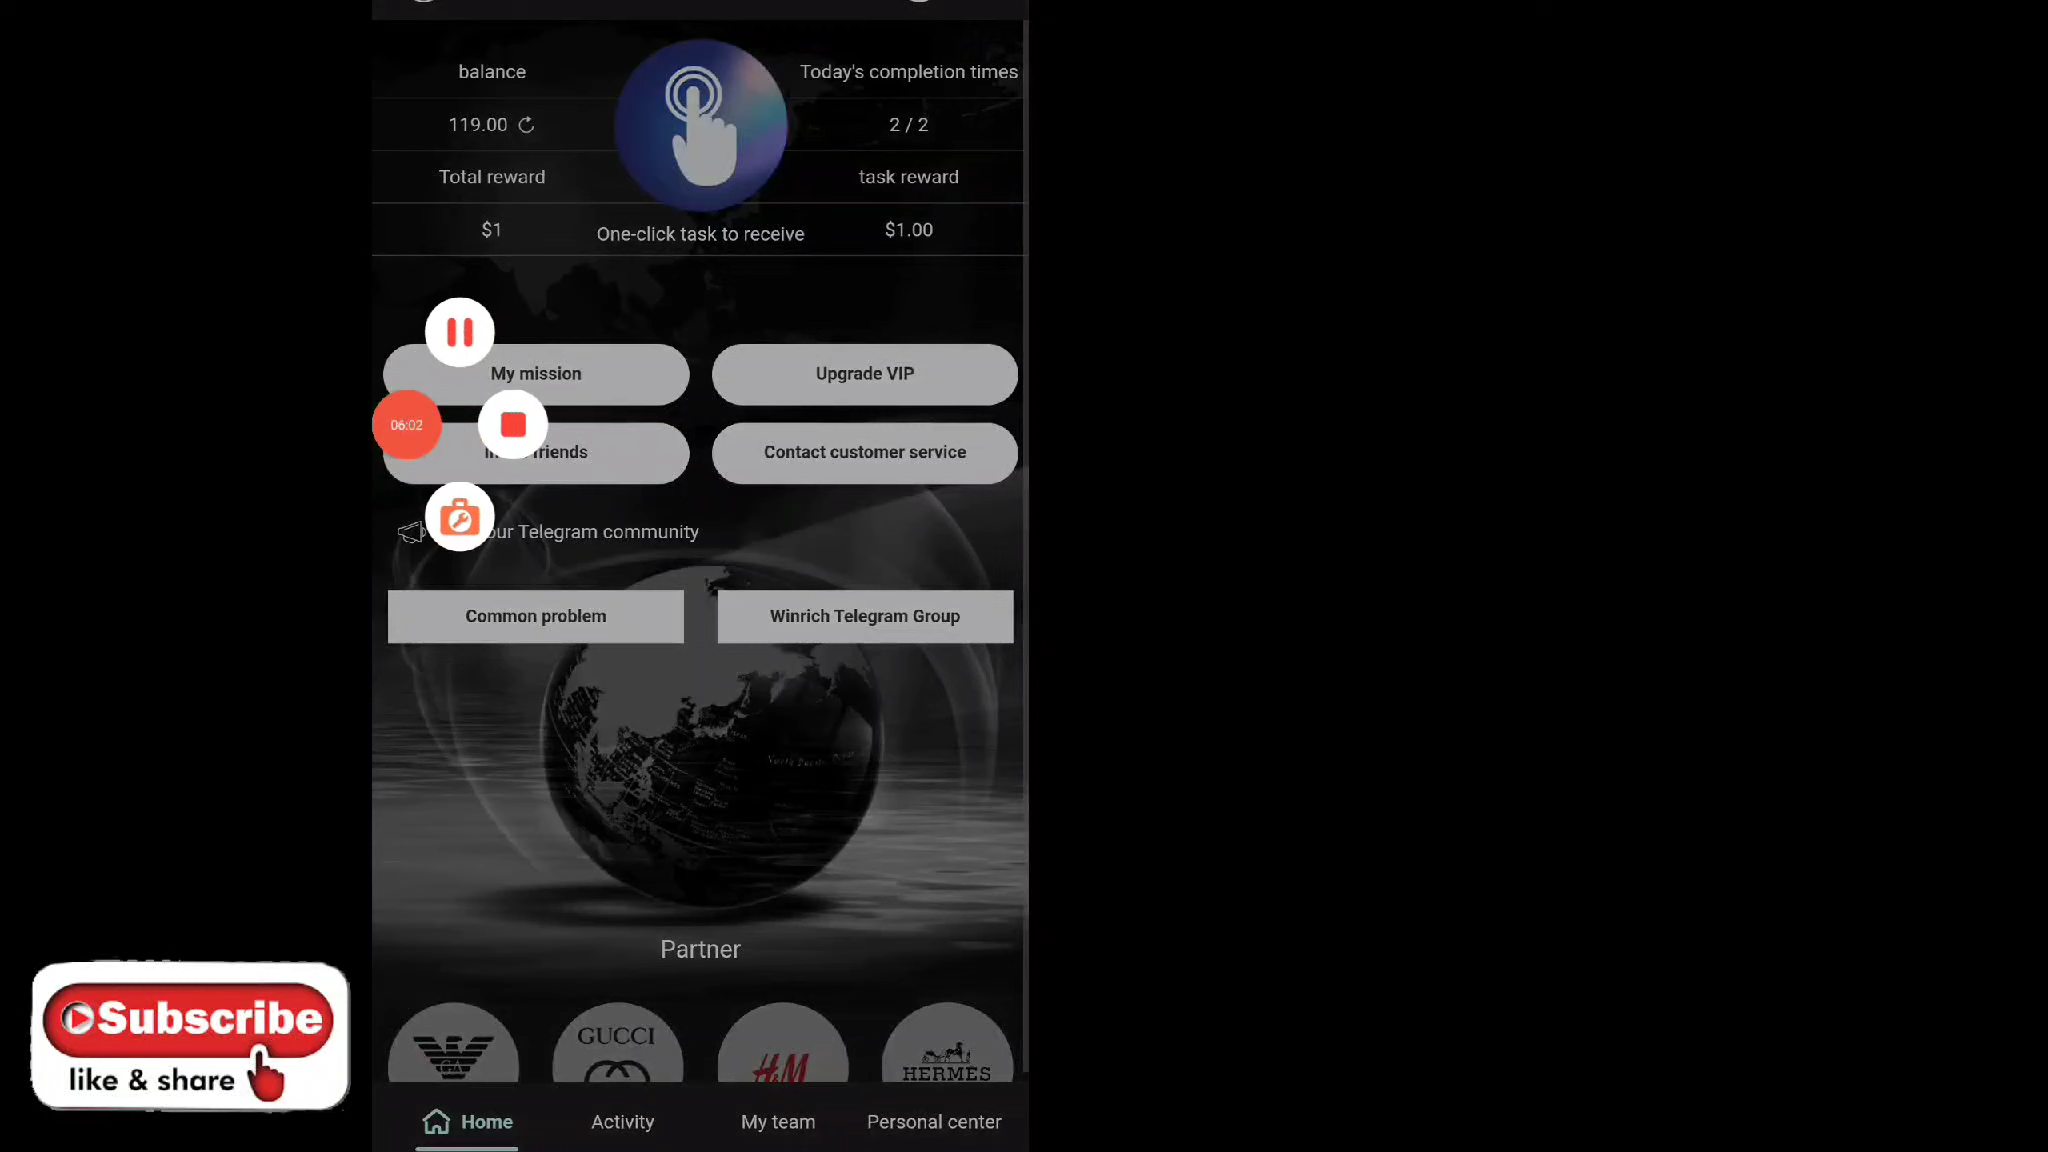 balance
Today's completion times
119.00
2 / 2
Total reward
task reward
$1
One-click task to receive
$1.00
My mission
Upgrade VIP
06:02
friends
Contact customer service
our Telegram community
Common problem
Winrich Telegram Group
Partner
GUCCI
H&M
HERMES
Subscribe
like & share
Home
Activity
My team
Personal center